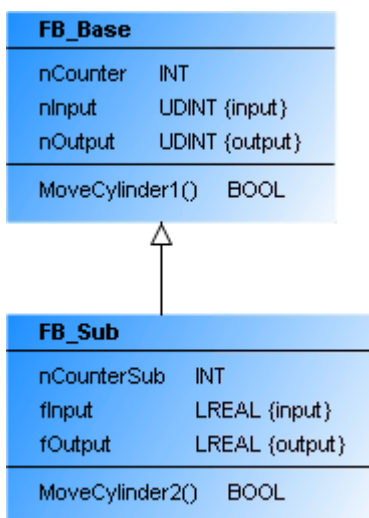 FB_Base
nCounter INT
nInput UDINT {input}
nOutput UDINT {output}
MoveCylinder1() BOOL
FB_Sub
nCounterSub INT
fInput LREAL {input}
fOutput LREAL {output}
MoveCylinder2() BOOL